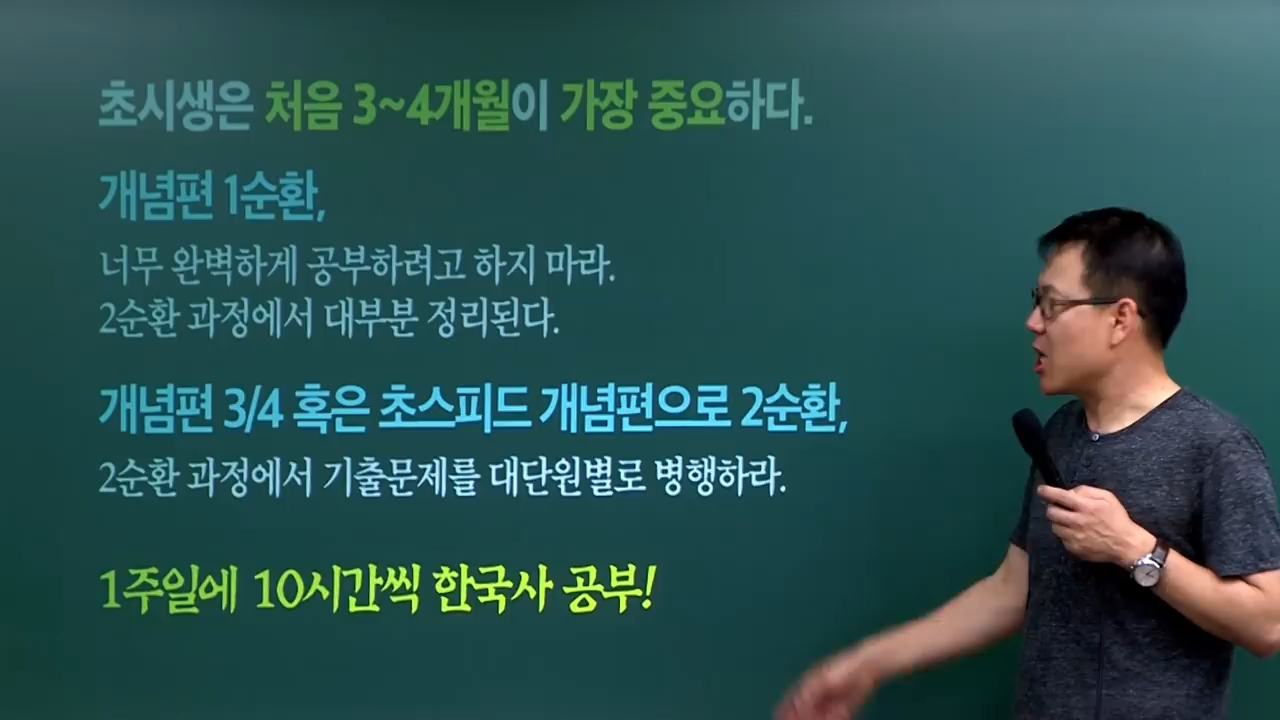 초시생은 처음 3~4개월이 가장 중요하다.
개념편 1순환,
너무 완벽하게 공부하려고 하지 마라.
2순환 과정에서 대부분 정리된다.
개념편 3/4 혹은 초스피드 개념편으로 2순환,
2순환 과정에서 기출문제를 대단원별로 병행하라.
1주일에 10시간씩 한국사 공부!